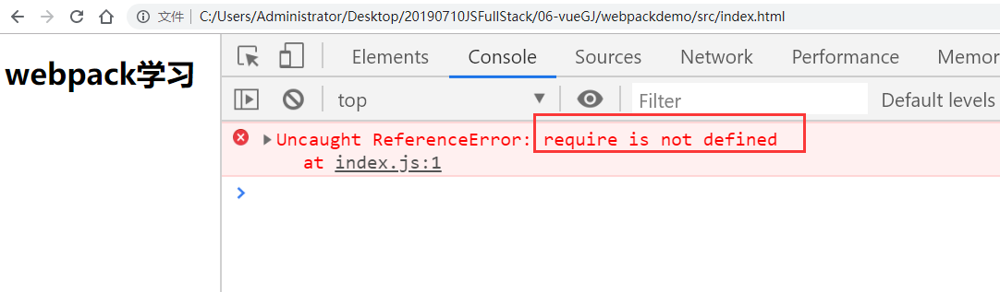 文件 C:/Users/Administrator/Desktop/20190710JSFullStack/06-vueGJ/webpackdemo/src/index.html
webpack学习
Elements Console Sources Network Performance Memor
top Filter Default levels
Uncaught ReferenceError: require is not defined
at index.js:1